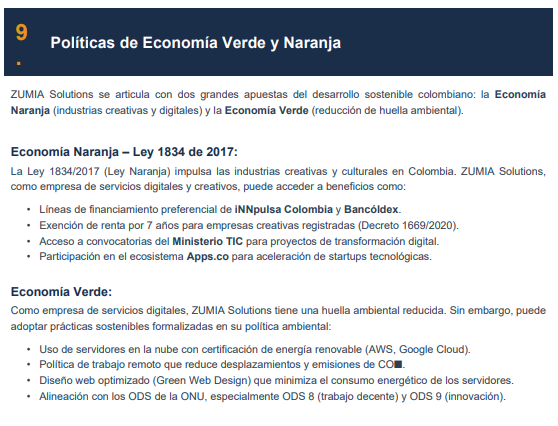 9
.
Políticas de Economía Verde y Naranja
ZUMIA Solutions se articula con dos grandes apuestas del desarrollo sostenible colombiano: la Economía
Naranja (industrias creativas y digitales) y la Economía Verde (reducción de huella ambiental).
Economía Naranja – Ley 1834 de 2017:
La Ley 1834/2017 (Ley Naranja) impulsa las industrias creativas y culturales en Colombia. ZUMIA Solutions,
como empresa de servicios digitales y creativos, puede acceder a beneficios como:
• Líneas de financiamiento preferencial de iNNpulsa Colombia y Bancóldex.
• Exención de renta por 7 años para empresas creativas registradas (Decreto 1669/2020).
• Acceso a convocatorias del Ministerio TIC para proyectos de transformación digital.
• Participación en el ecosistema Apps.co para aceleración de startups tecnológicas.
Economía Verde:
Como empresa de servicios digitales, ZUMIA Solutions tiene una huella ambiental reducida. Sin embargo, puede
adoptar prácticas sostenibles formalizadas en su política ambiental:
• Uso de servidores en la nube con certificación de energía renovable (AWS, Google Cloud).
• Política de trabajo remoto que reduce desplazamientos y emisiones de CO■.
• Diseño web optimizado (Green Web Design) que minimiza el consumo energético de los servidores.
• Alineación con los ODS de la ONU, especialmente ODS 8 (trabajo decente) y ODS 9 (innovación).